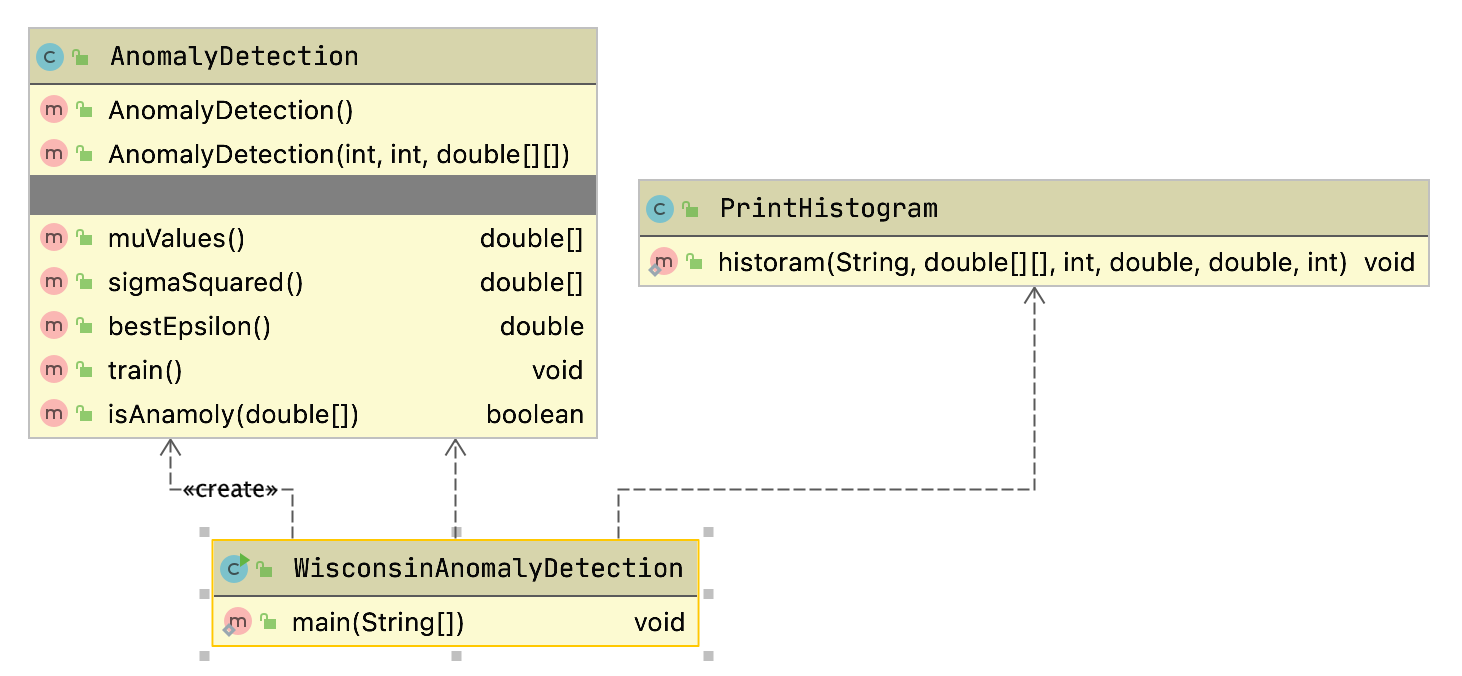 AnomalyDetection
AnomalyDetection()
AnomalyDetection(int, int, double[][])
muValues() double[]
sigmaSquared() double[]
bestEpsilon() double
train() void
isAnamoly(double[]) boolean
PrintHistogram
historam(String, double[][], int, double, double, int) void
«create»
WisconsinAnomalyDetection
main(String[]) void